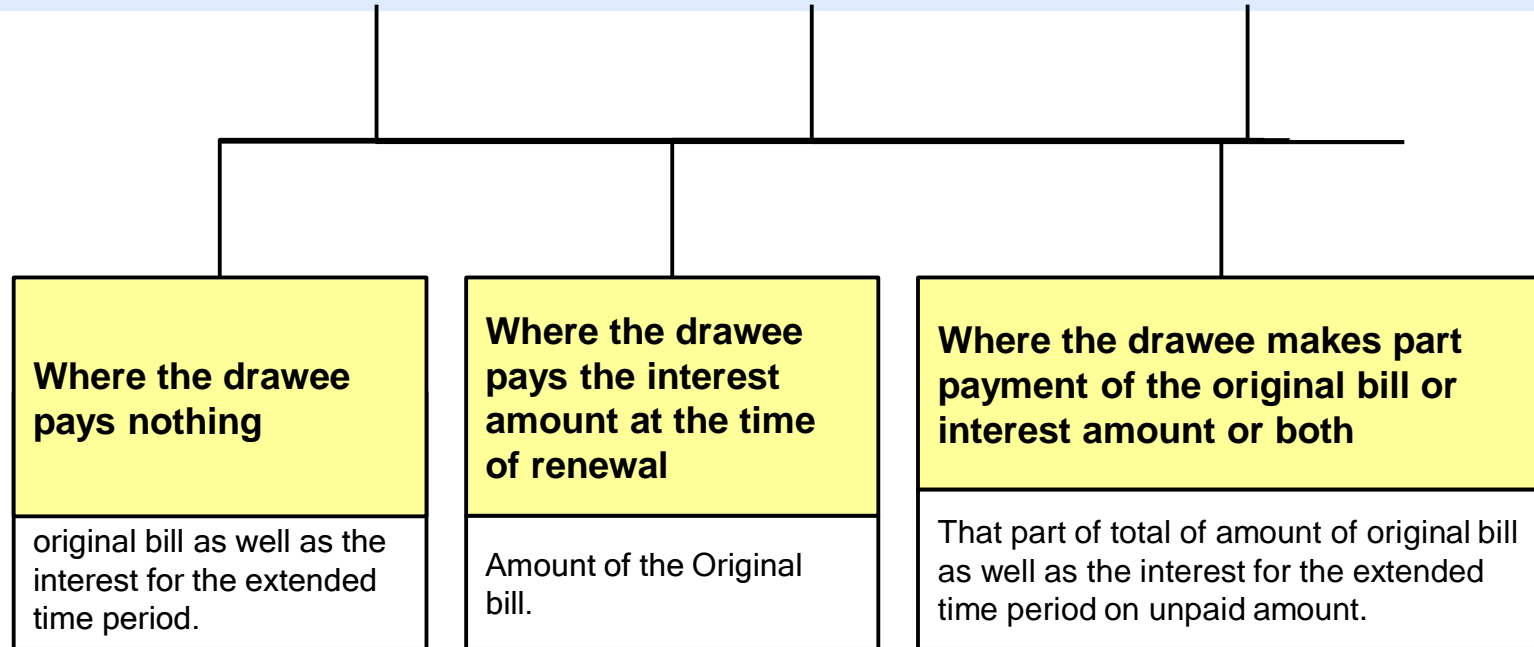 Where the drawee
pays nothing
original bill as well as the
interest for the extended
time period.
Where the drawee
pays the interest
amount at the time
of renewal
Amount of the Original
bill.
Where the drawee makes part
payment of the original bill or
interest amount or both
That part of total of amount of original bill
as well as the interest for the extended
time period on unpaid amount.